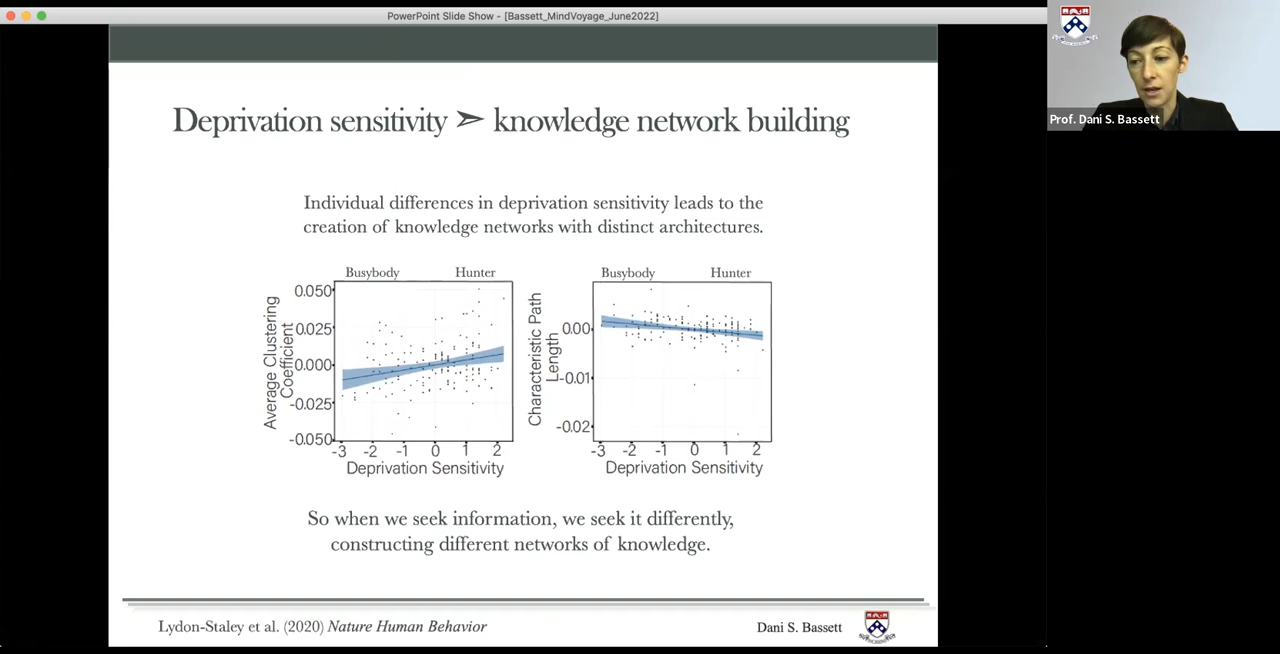 PowerPoint Slide Show - [Bassett_MindVoyage_June2022]
Prof. Dani S. Bassett
Deprivation sensitivity ➤ knowledge network building
Individual differences in deprivation sensitivity leads to the
creation of knowledge networks with distinct architectures.
Busybody Hunter
Average Clustering
Coefficient
0.050
0.025
0.000
-0.025
-0.050
-3 -2 -1 0 1 2
Deprivation Sensitivity
Busybody Hunter
Characteristic Path
Length
0.00
-0.01
-0.02
-3 -2 -1 0 1 2
Deprivation Sensitivity
So when we seek information, we seek it differently,
constructing different networks of knowledge.
Lydon-Staley et al. (2020) Nature Human Behavior
Dani S. Bassett